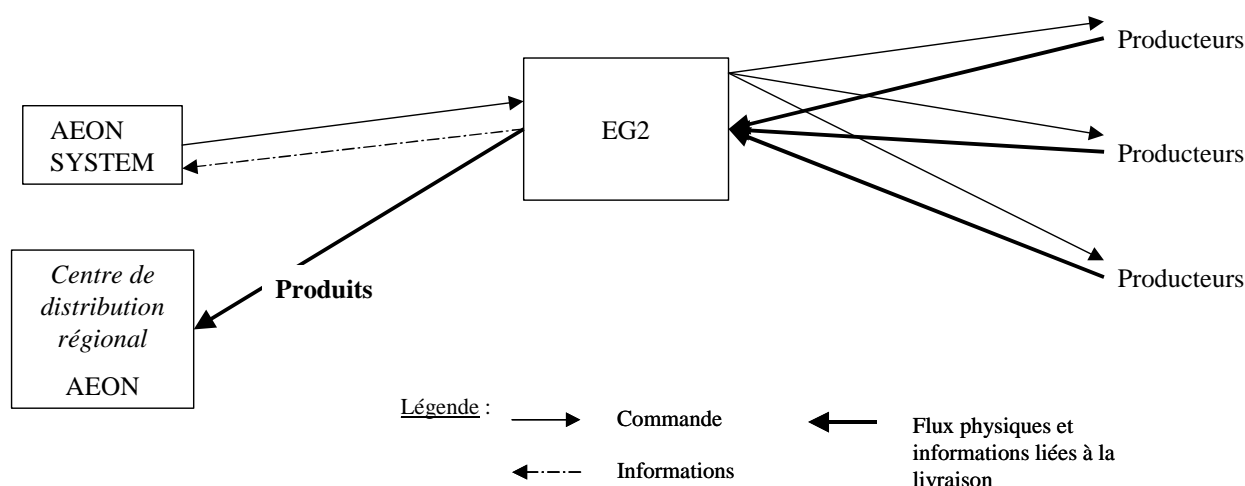 Producteurs
AEON
SYSTEM
EG2
Producteurs
Producteurs
Centre de
distribution
régional
AEON
Produits
Légende :
Commande
Informations
Flux physiques et
informations liées à la
livraison